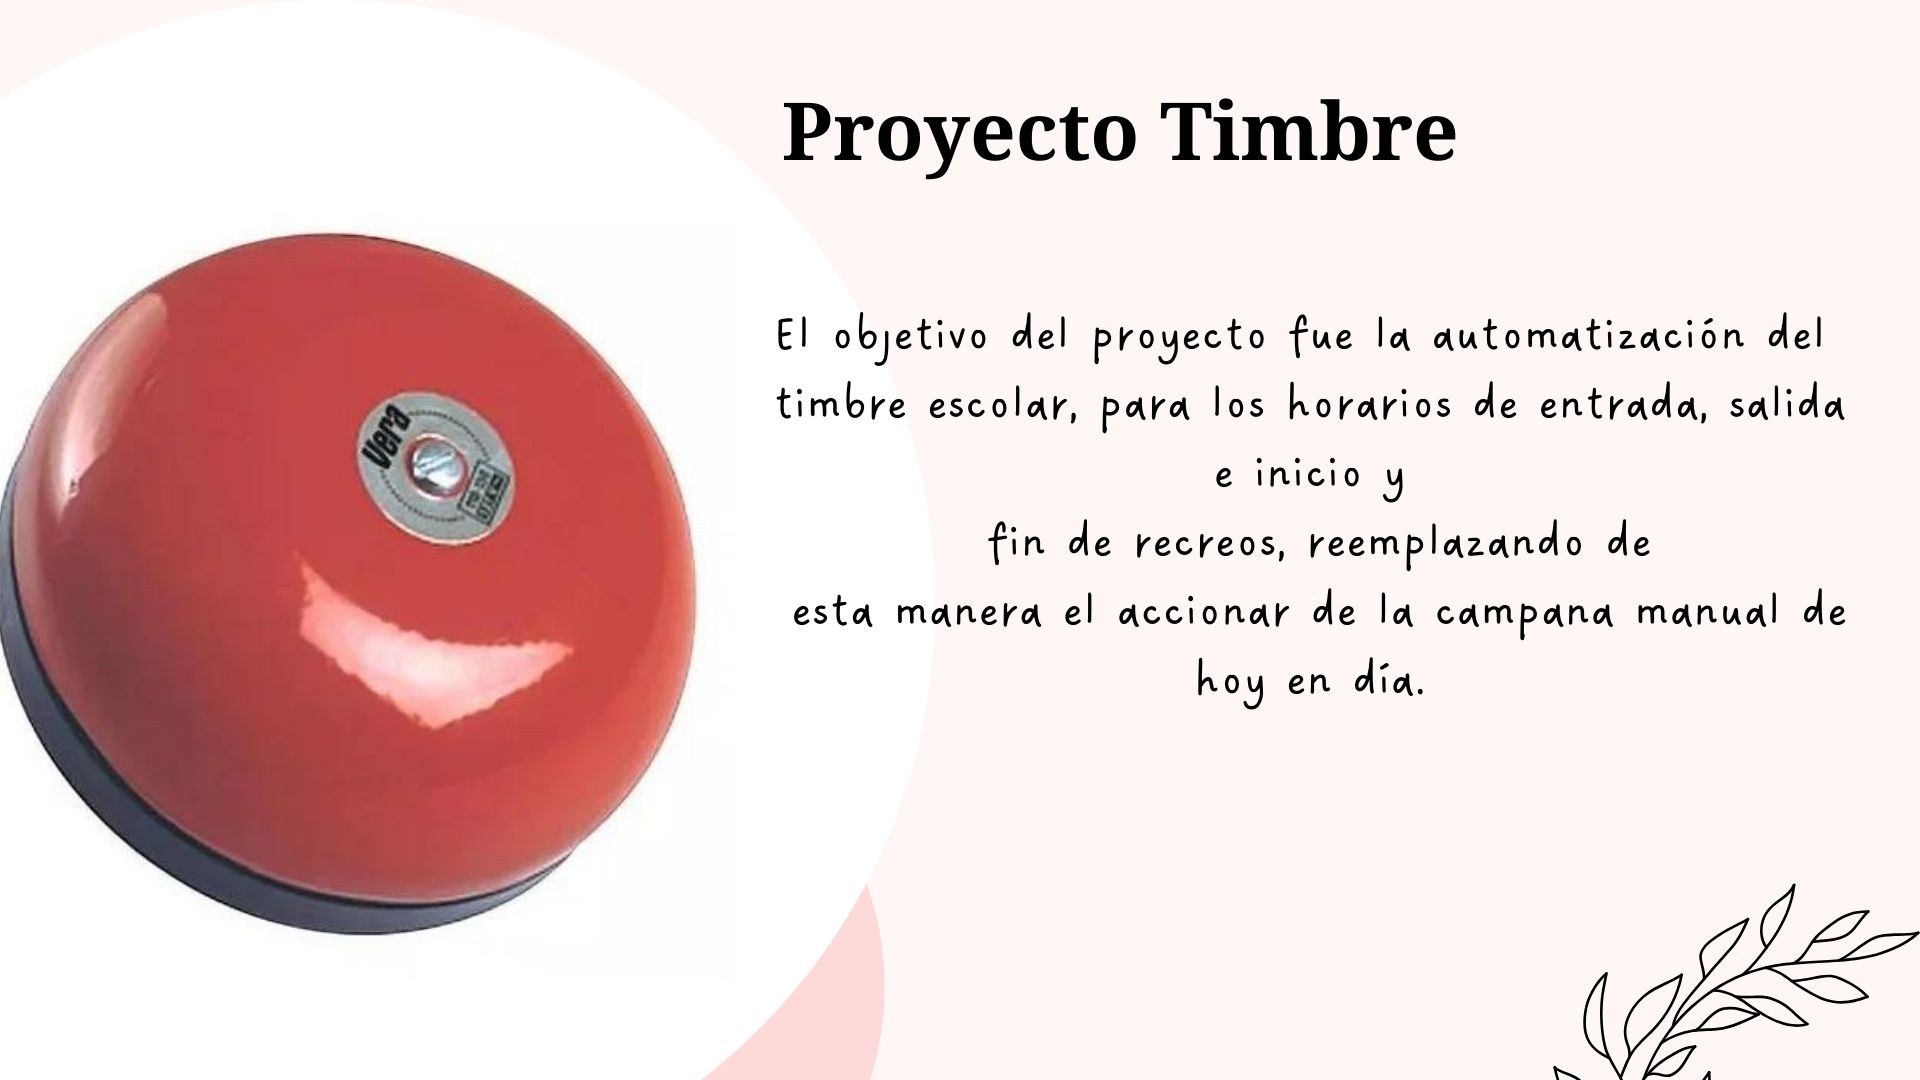 Proyecto Timbre
El objetivo del proyecto fue la automatización del
timbre escolar, para los horarios de entrada, salida
e inicio y
fin de recreos, reemplazando de
esta manera el accionar de la campana manual de
hoy en día.
Vera